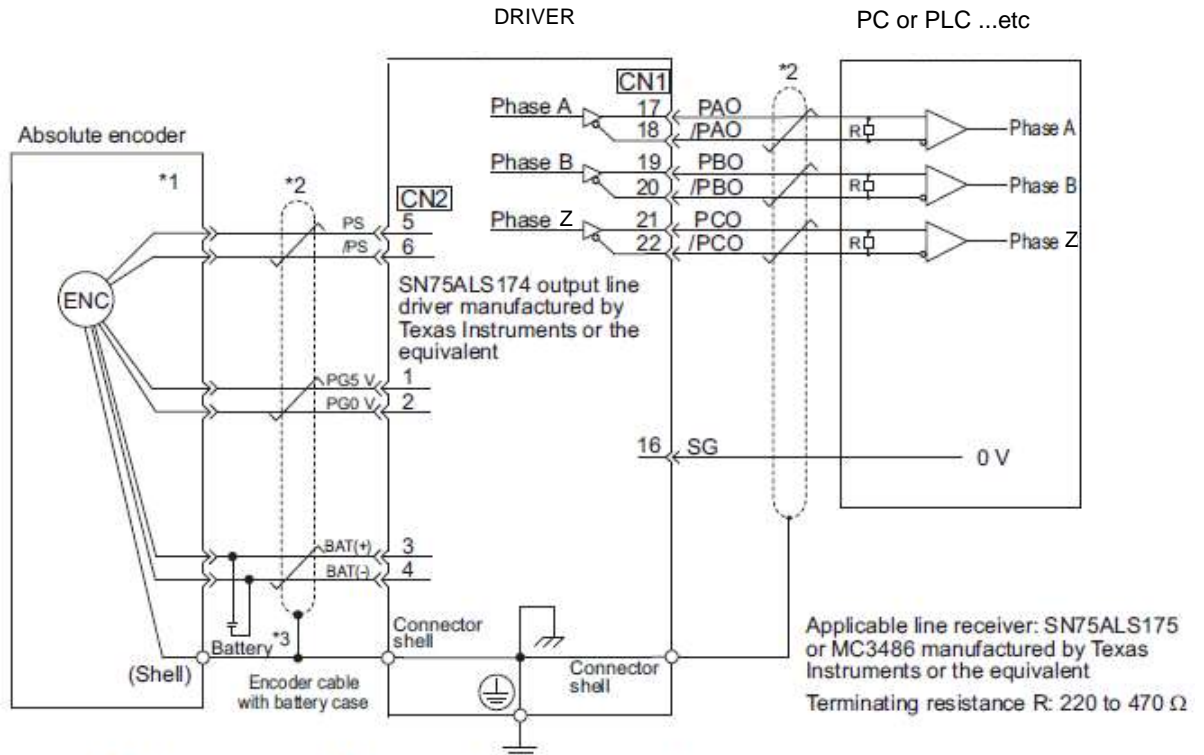 DRIVER
PC or PLC ...etc
Absolute encoder
*1
*2
CN2
CN1
*2
Phase A
17
PAO
18
/PAO
R
Phase A
Phase B
19
PBO
20
/PBO
R
Phase B
Phase Z
21
PCO
22
/PCO
R
Phase Z
PS
5
/PS
6
ENC
SN75ALS174 output line
driver manufactured by
Texas Instruments or the
equivalent
PG5 V
1
PG0 V
2
16
SG
0 V
BAT(+)
3
BAT(-)
4
Battery
*3
(Shell)
Encoder cable
with battery case
Connector
shell
Connector
shell
Applicable line receiver: SN75ALS175
or MC3486 manufactured by Texas
Instruments or the equivalent
Terminating resistance R: 220 to 470 Ω